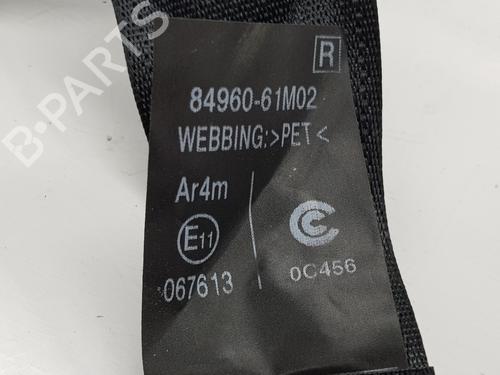 R
84960-61M02
WEBBING:>PET<
Ar4m
E11
067613
0C456
B-PARTS